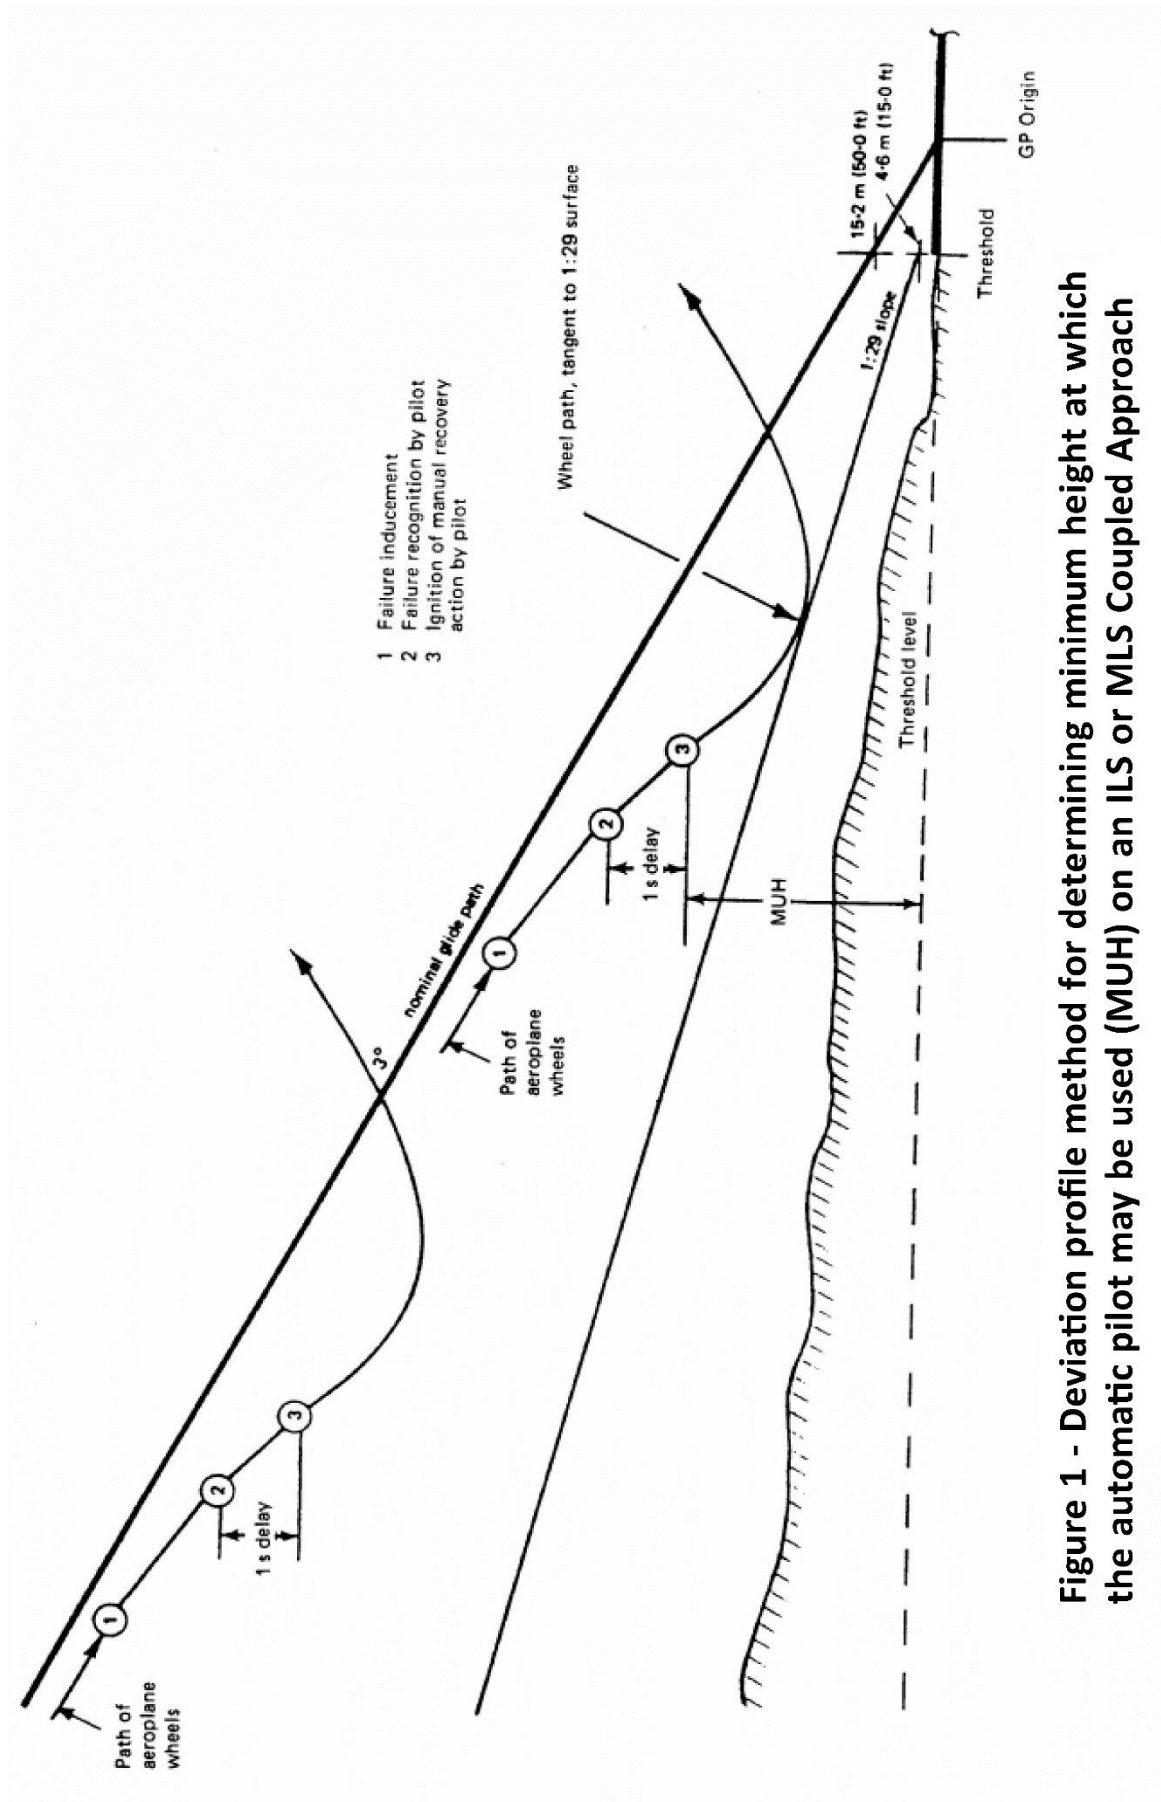 Path of
aeroplane
wheels
1
2
3
1 s delay
3°
nominal glide path
Path of
aeroplane
wheels
1
2
3
1 s delay
MUH
1 Failure inducement
2 Failure recognition by pilot
3 Ignition of manual recovery
action by pilot
Wheel path, tangent to 1:29 surface
1:29 slope
15·2 m (50·0 ft)
4·6 m (15·0 ft)
Threshold level
Threshold
GP Origin
Figure 1 - Deviation profile method for determining minimum height at which
the automatic pilot may be used (MUH) on an ILS or MLS Coupled Approach